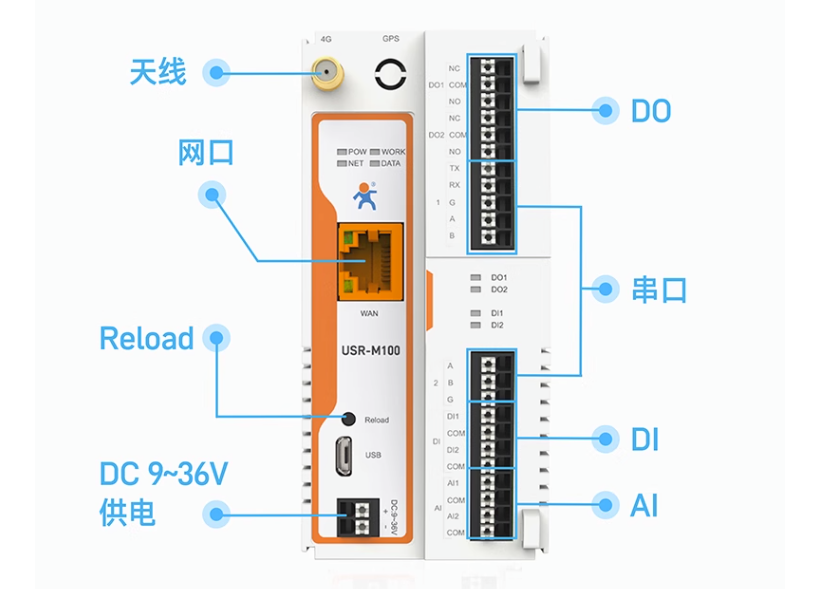 4G
GPS
天线
网口
POW
WORK
NET
DATA
WAN
USR-M100
Reload
Reload
USB
DC 9~36V
供电
DC:9~36V
+
-
NC
DO1
COM
NO
NC
DO2
COM
NO
TX
RX
1
G
A
B
DO
DO1
DO2
DI1
DI2
串口
A
2
B
G
DI1
COM
DI
DI2
COM
DI
AI1
COM
AI
AI2
COM
AI